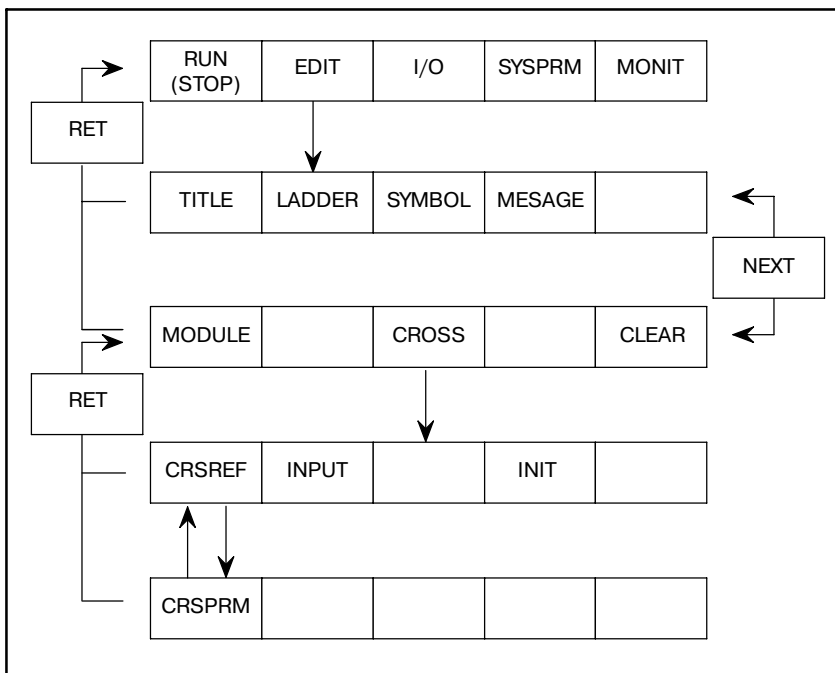 RUN
(STOP)
EDIT
I/O
SYSPRM
MONIT
RET
TITLE
LADDER
SYMBOL
MESAGE
NEXT
MODULE
CROSS
CLEAR
RET
CRSREF
INPUT
INIT
CRSPRM